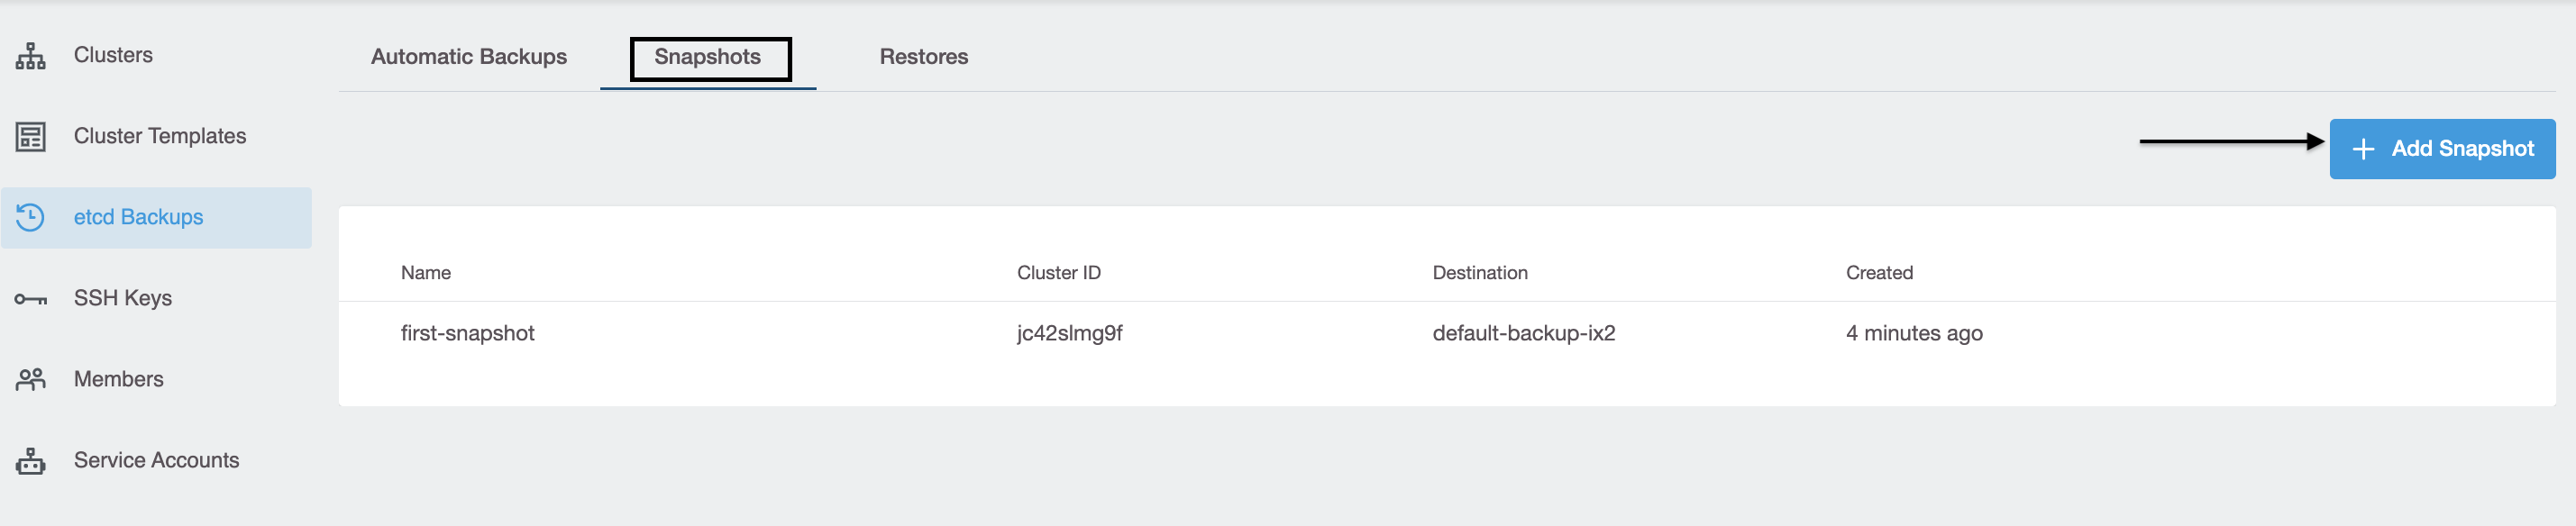 Clusters
Cluster Templates
etcd Backups
SSH Keys
Members
Service Accounts
Automatic Backups Snapshots Restores
+ Add Snapshot
Name Cluster ID Destination Created
first-snapshot jc42slmg9f default-backup-ix2 4 minutes ago